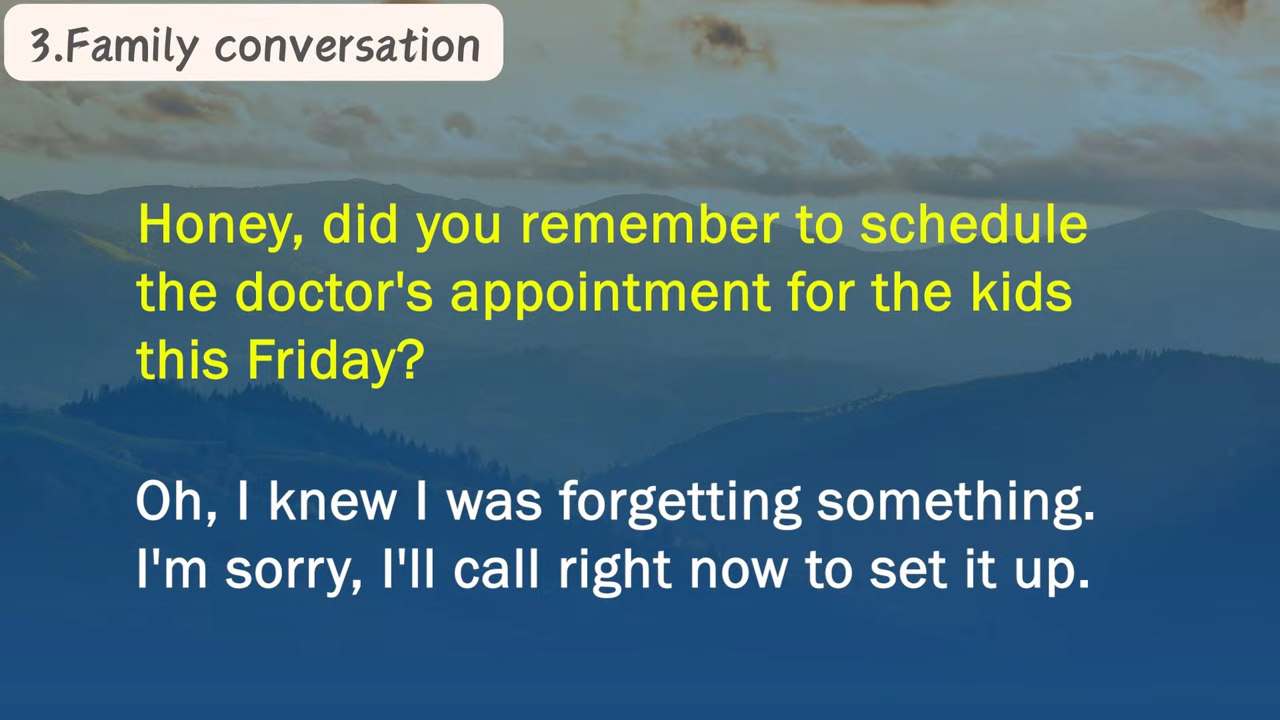 3.Family conversation
Honey, did you remember to schedule
the doctor's appointment for the kids
this Friday?
Oh, I knew I was forgetting something.
I'm sorry, I'll call right now to set it up.